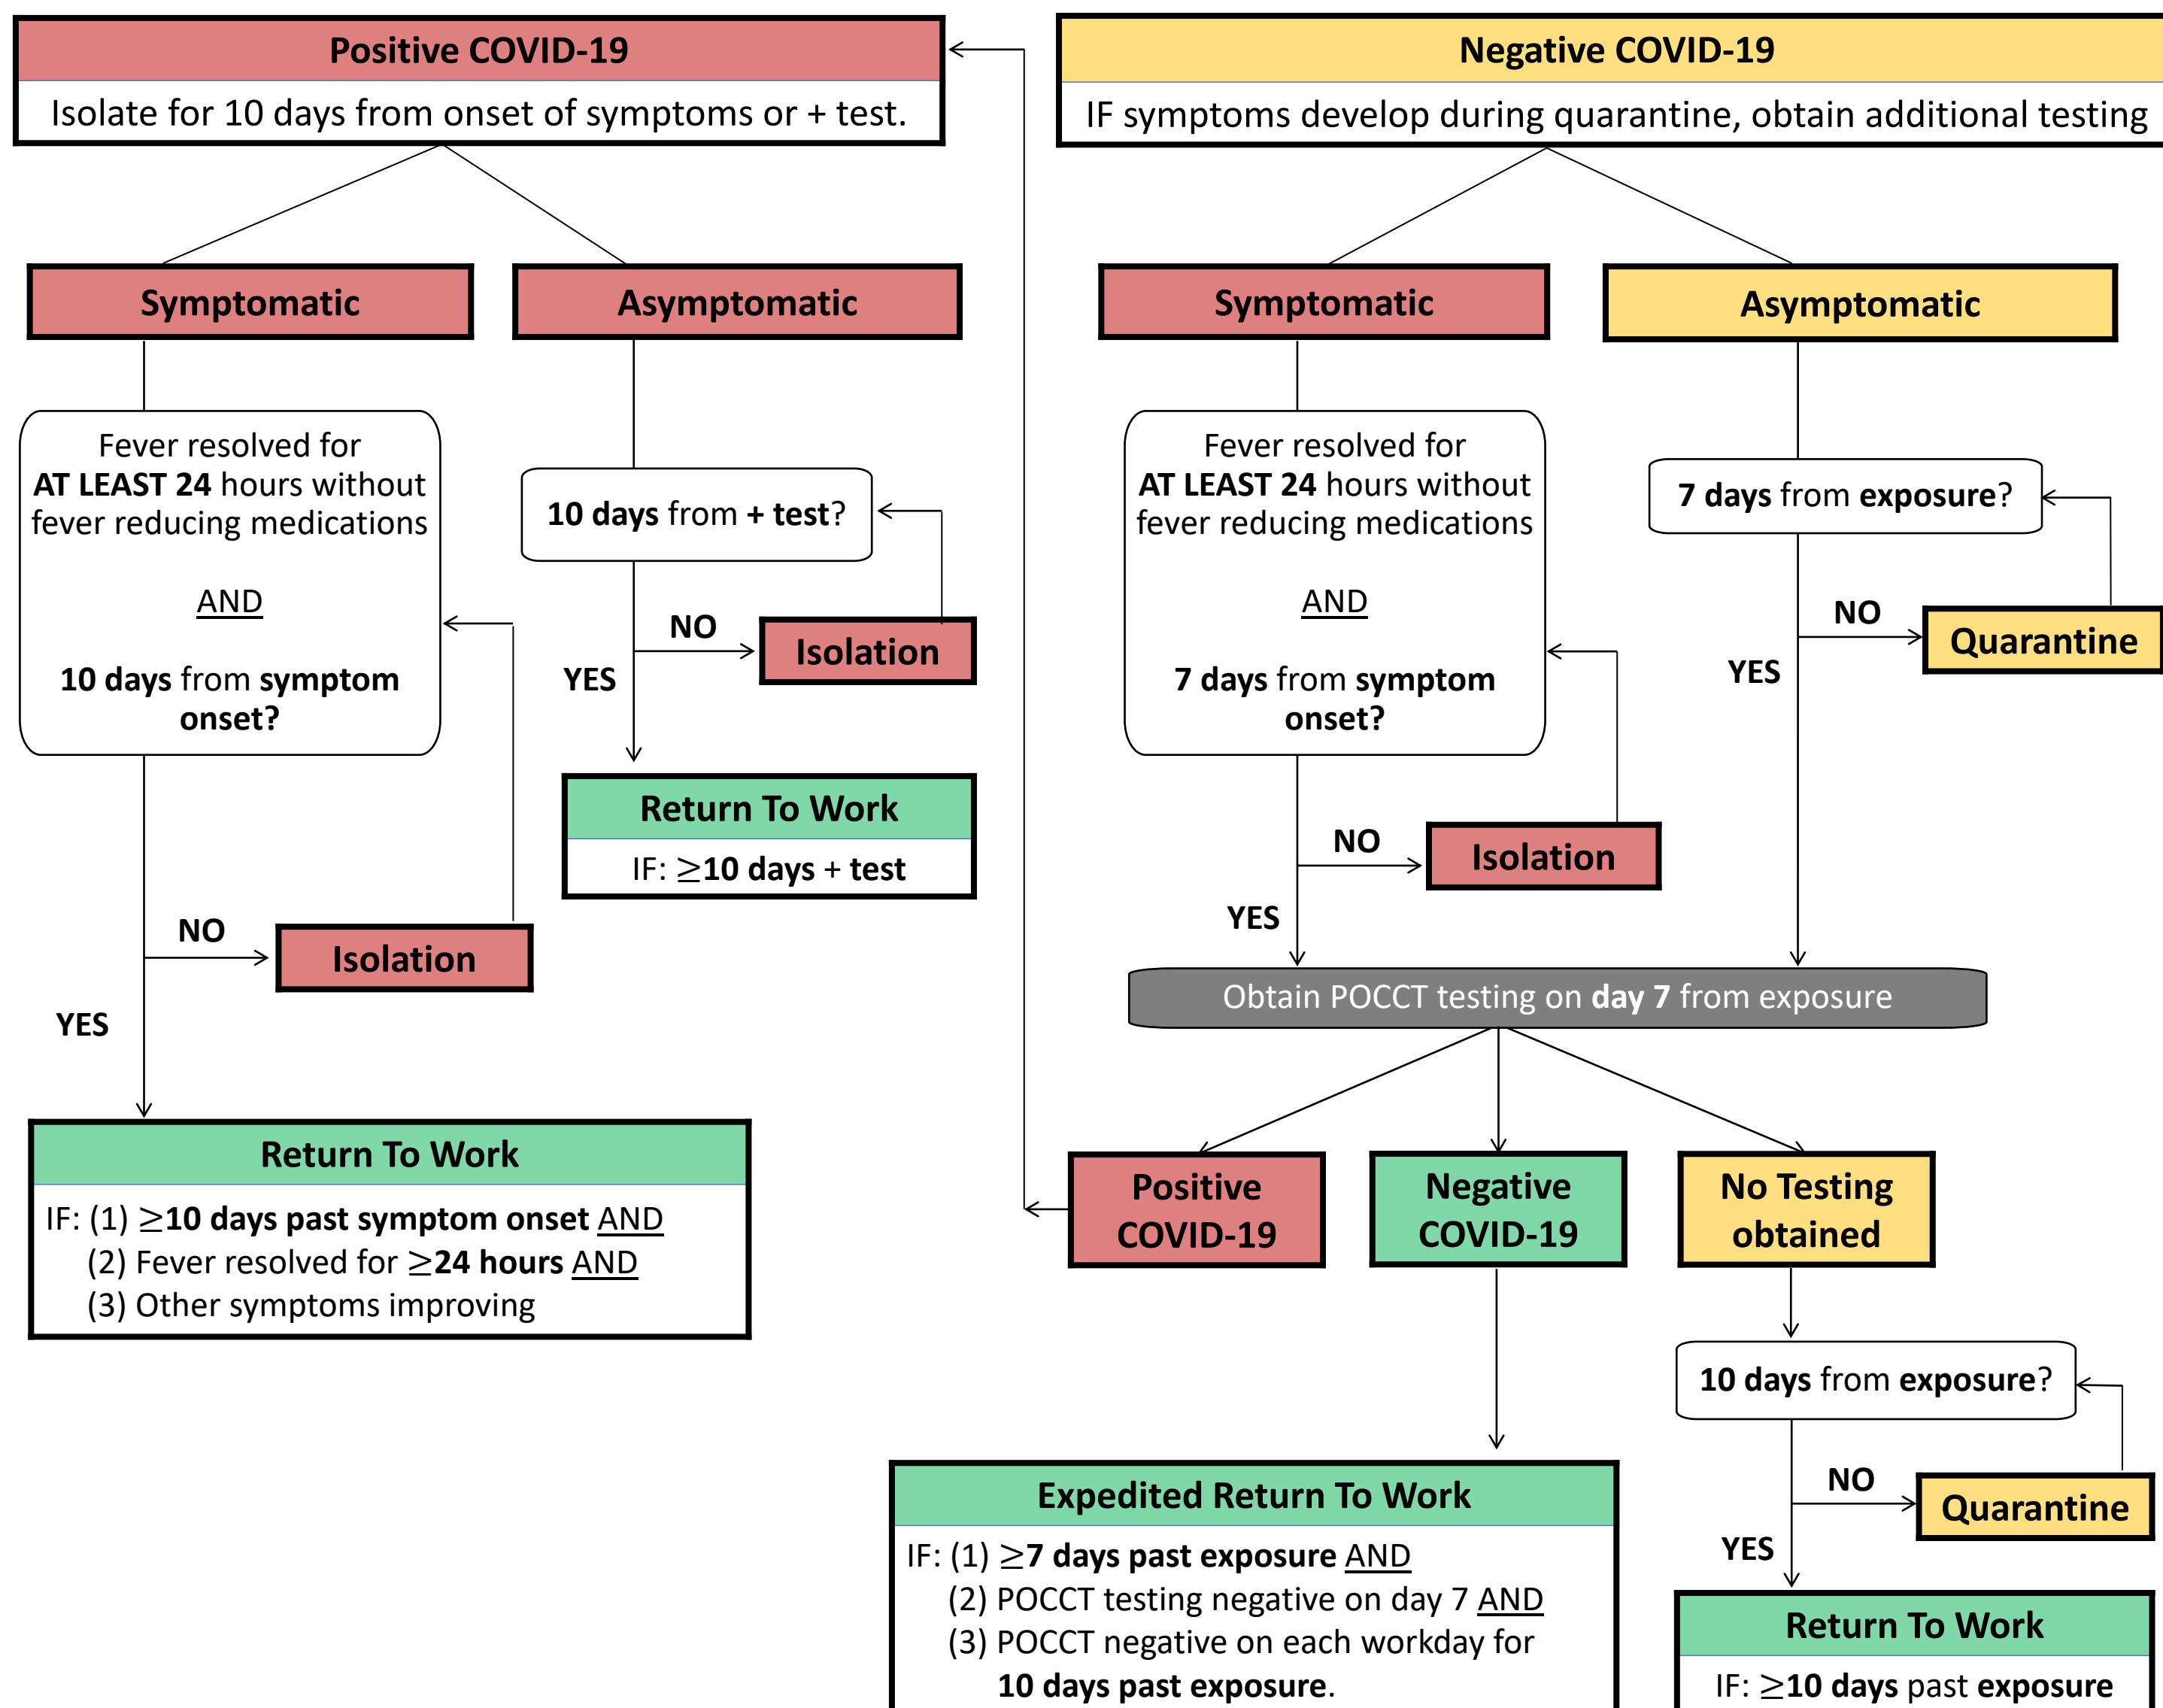 Positive COVID-19
Isolate for 10 days from onset of symptoms or + test.
Symptomatic
Asymptomatic
Fever resolved for
AT LEAST 24 hours without
fever reducing medications
AND
10 days from symptom
onset?
10 days from + test?
NO
Isolation
YES
Return To Work
IF: ≥10 days + test
NO
Isolation
YES
Return To Work
IF: (1) ≥10 days past symptom onset AND
(2) Fever resolved for ≥24 hours AND
(3) Other symptoms improving
Negative COVID-19
IF symptoms develop during quarantine, obtain additional testing
Symptomatic
Asymptomatic
Fever resolved for
AT LEAST 24 hours without
fever reducing medications
AND
7 days from symptom
onset?
7 days from exposure?
NO
Quarantine
YES
NO
Isolation
YES
Obtain POCCT testing on day 7 from exposure
Positive
COVID-19
Negative
COVID-19
No Testing
obtained
10 days from exposure?
NO
Quarantine
YES
Expedited Return To Work
IF: (1) ≥7 days past exposure AND
(2) POCCT testing negative on day 7 AND
(3) POCCT negative on each workday for
10 days past exposure.
Return To Work
IF: ≥10 days past exposure